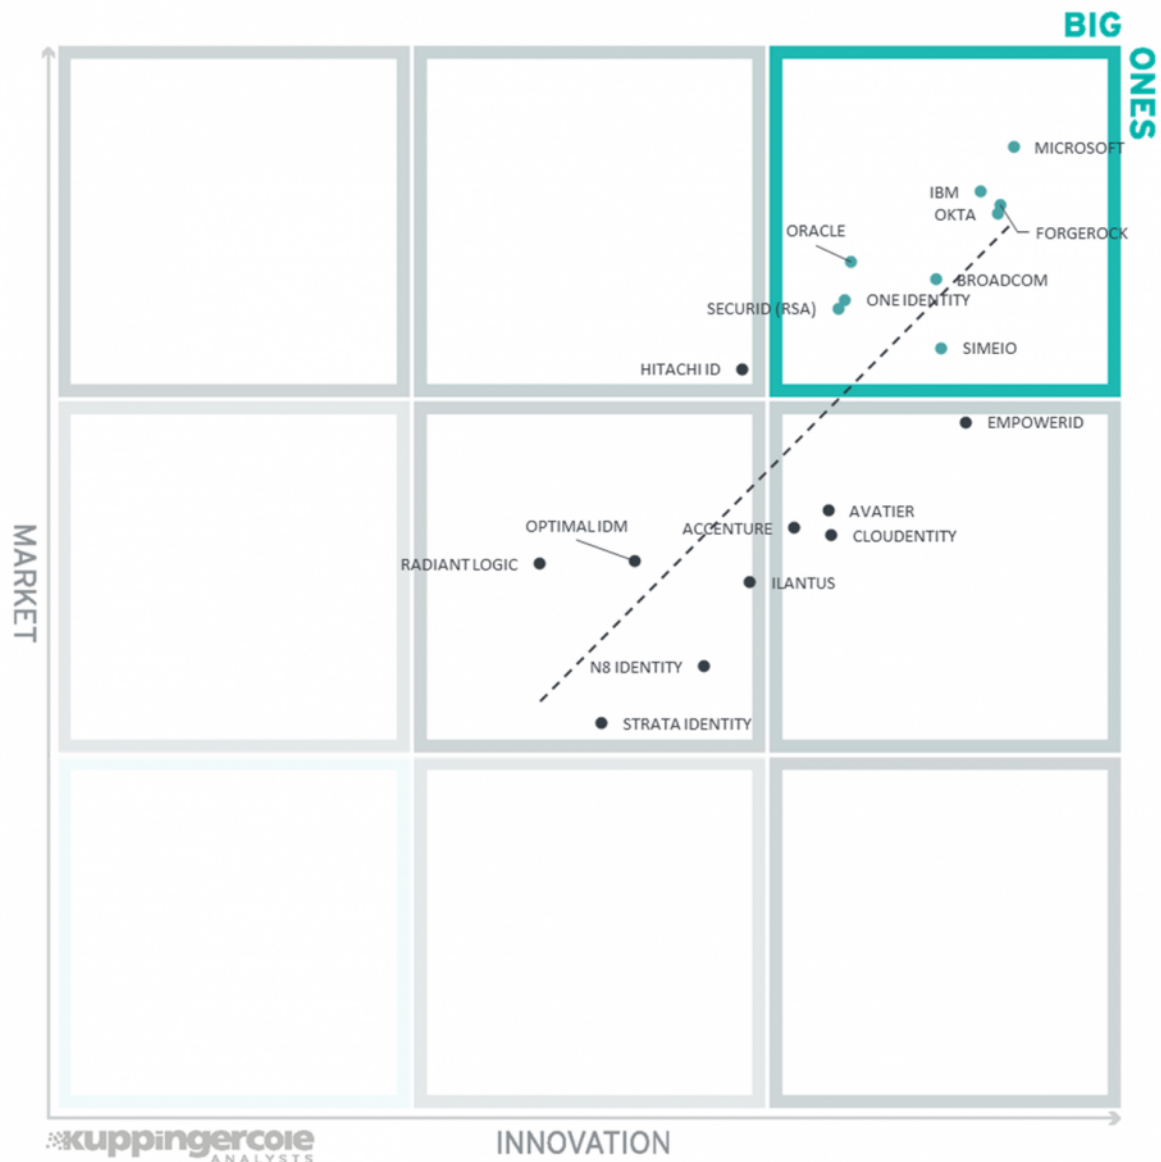 BIG
ONES
MICROSOFT
IBM
OKTA
ORACLE
FORGEROCK
BROADCOM
ONE IDENTITY
SECURID (RSA)
SIMEIO
HITACHI ID
EMPOWERID
AVATIER
OPTIMAL IDM
ACCENTURE
CLOUDENTITY
RADIANT LOGIC
ILANTUS
N8 IDENTITY
STRATA IDENTITY
MARKET
INNOVATION
kuppingercole
ANALYSTS